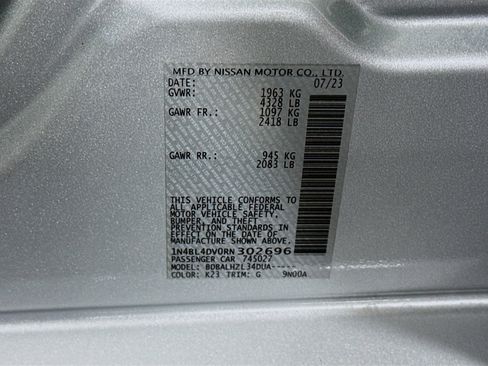 MFD BY NISSAN MOTOR CO., LTD.
DATE: 07/23
GVWR: 1963 KG
4328 LB
GAWR FR.: 1097 KG
2418 LB
GAWR RR.: 945 KG
2083 LB
THIS VEHICLE CONFORMS TO
ALL APPLICABLE FEDERAL
MOTOR VEHICLE SAFETY,
BUMPER, AND THEFT
PREVENTION STANDARDS IN
EFFECT ON THE DATE OF
MANUFACTURE SHOWN ABOVE.
1N4BL4DV0RN302696
PASSENGER CAR 745027
MODEL: BDBALHZL34DUA------
COLOR: K23 TRIM: G 9N00A